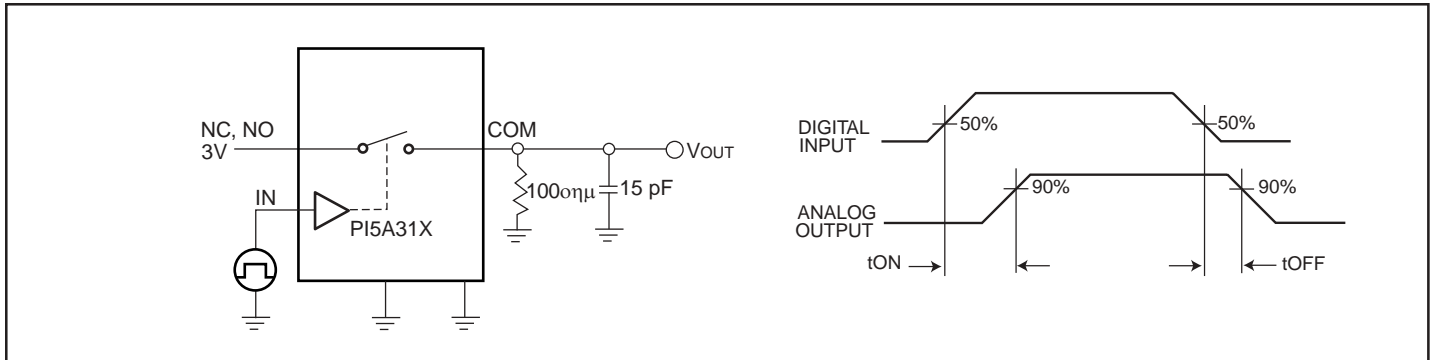 NC, NO
3V
COM
VOUT
100οημ
15 pF
IN
PI5A31X
DIGITAL
INPUT
50%
50%
ANALOG
OUTPUT
90%
90%
tON
tOFF